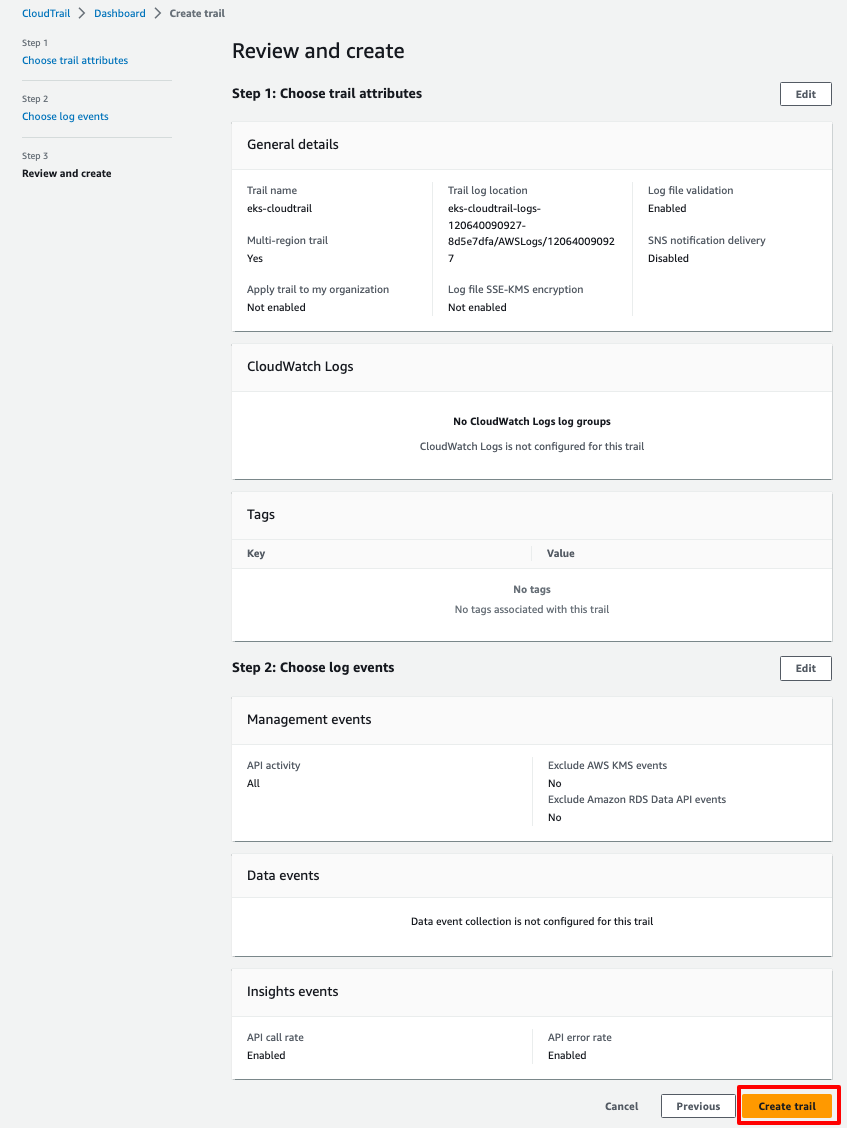 CloudTrail > Dashboard > Create trail
Step 1
Choose trail attributes
Step 2
Choose log events
Step 3
Review and create
Review and create
Step 1: Choose trail attributes
Edit
General details
Trail name
eks-cloudtrail
Multi-region trail
Yes
Apply trail to my organization
Not enabled
Trail log location
eks-cloudtrail-logs-
120640090927-
8d5e7dfa/AWSLogs/12064009092
7
Log file SSE-KMS encryption
Not enabled
Log file validation
Enabled
SNS notification delivery
Disabled
CloudWatch Logs
No CloudWatch Logs log groups
CloudWatch Logs is not configured for this trail
Tags
Key Value
No tags
No tags associated with this trail
Step 2: Choose log events
Edit
Management events
API activity
All
Exclude AWS KMS events
No
Exclude Amazon RDS Data API events
No
Data events
Data event collection is not configured for this trail
Insights events
API call rate
Enabled
API error rate
Enabled
Cancel Previous Create trail